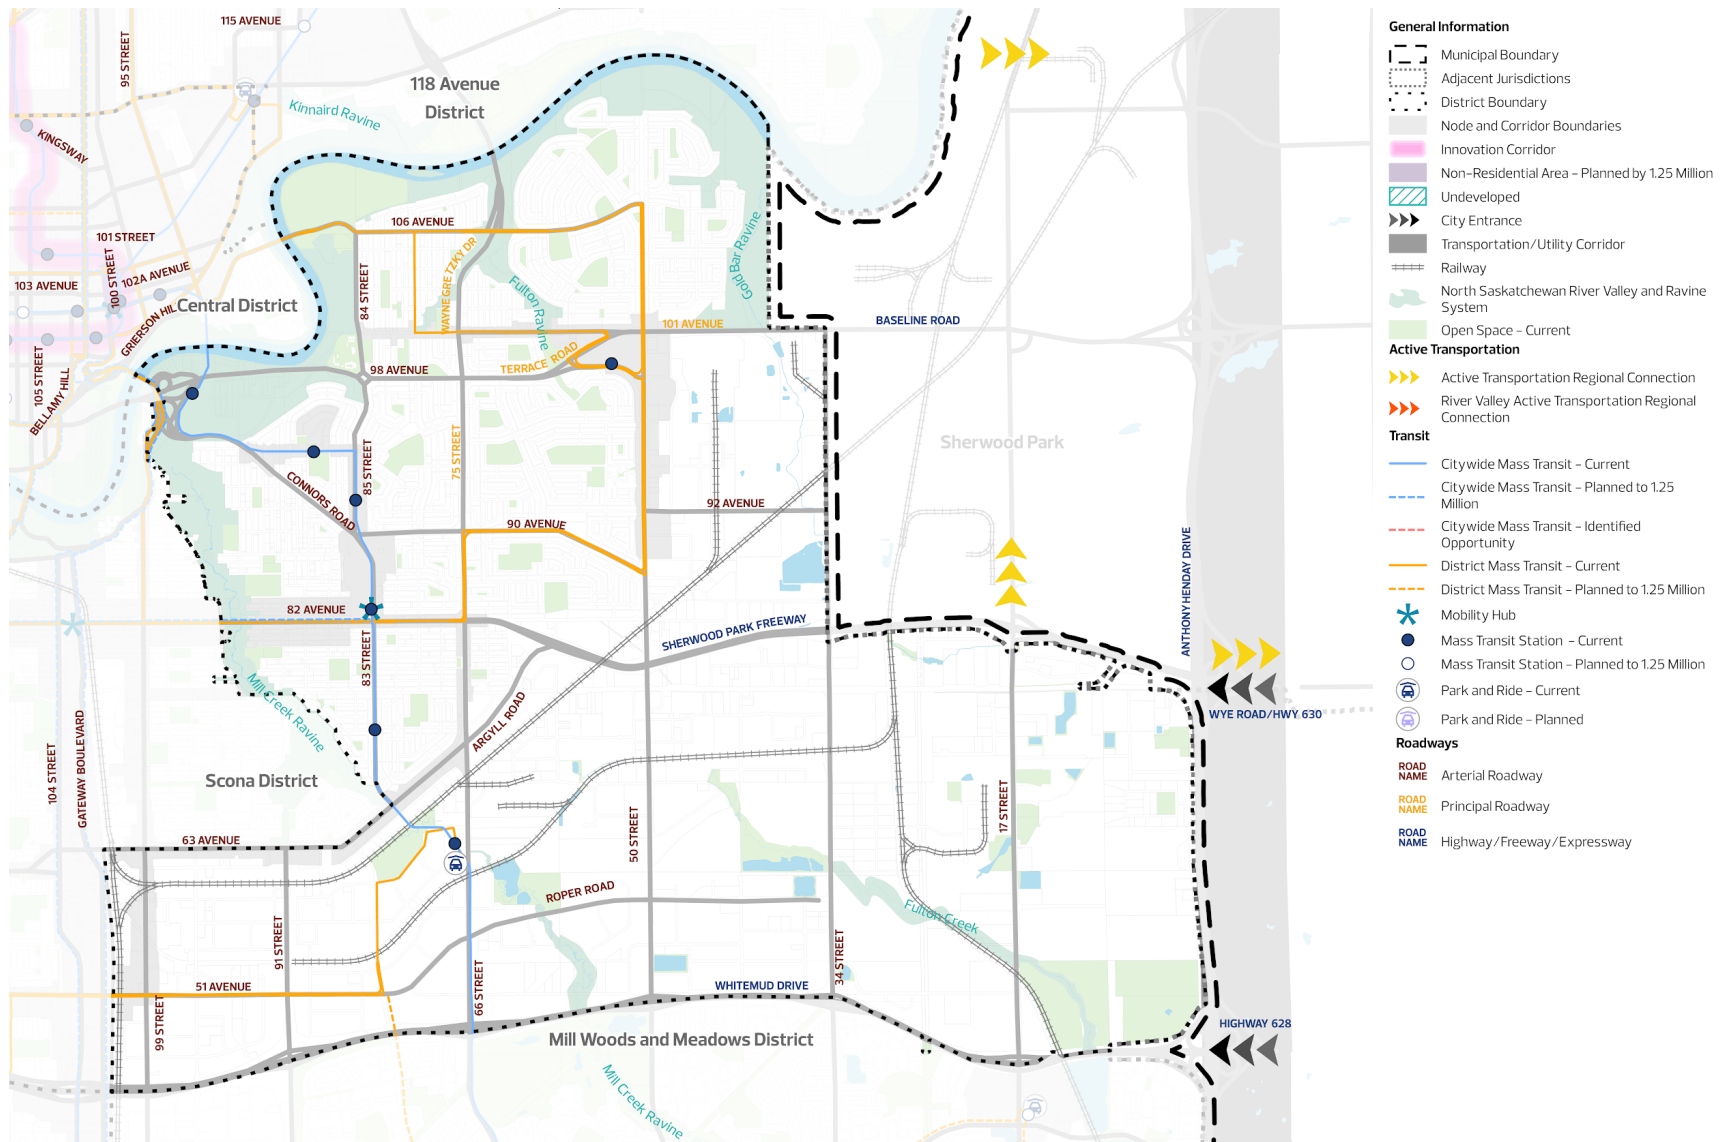 115 AVENUE
95 STREET
118 Avenue
District
Kinnaird Ravine
KINGSWAY
101 STREET
106 AVENUE
100 STREET
102A AVENUE
103 AVENUE
Central District
GRIERSON HILL
84 STREET
WAYNE GRETZKY DR
Fulton Ravine
Gold Bar Ravine
101 AVENUE
BASELINE ROAD
105 STREET
BELLAMY HILL
98 AVENUE
TERRACE ROAD
CONNORS ROAD
85 STREET
75 STREET
Sherwood Park
90 AVENUE
92 AVENUE
ANTHONY HENDAY DRIVE
82 AVENUE
SHERWOOD PARK FREEWAY
83 STREET
Mill Creek Ravine
ARGYLL ROAD
WYE ROAD/HWY 630
104 STREET
GATEWAY BOULEVARD
Scona District
63 AVENUE
50 STREET
17 STREET
ROPER ROAD
Fulton Creek
91 STREET
34 STREET
51 AVENUE
99 STREET
66 STREET
WHITEMUD DRIVE
HIGHWAY 628
Mill Woods and Meadows District
Mill Creek Ravine
General Information
Municipal Boundary
Adjacent Jurisdictions
District Boundary
Node and Corridor Boundaries
Innovation Corridor
Non-Residential Area - Planned by 1.25 Million
Undeveloped
City Entrance
Transportation/Utility Corridor
Railway
North Saskatchewan River Valley and Ravine
System
Open Space - Current
Active Transportation
Active Transportation Regional Connection
River Valley Active Transportation Regional
Connection
Transit
Citywide Mass Transit - Current
Citywide Mass Transit - Planned to 1.25
Million
Citywide Mass Transit - Identified
Opportunity
District Mass Transit - Current
District Mass Transit - Planned to 1.25 Million
Mobility Hub
Mass Transit Station - Current
Mass Transit Station - Planned to 1.25 Million
Park and Ride - Current
Park and Ride - Planned
Roadways
ROAD
NAME
Arterial Roadway
ROAD
NAME
Principal Roadway
ROAD
NAME
Highway/Freeway/Expressway